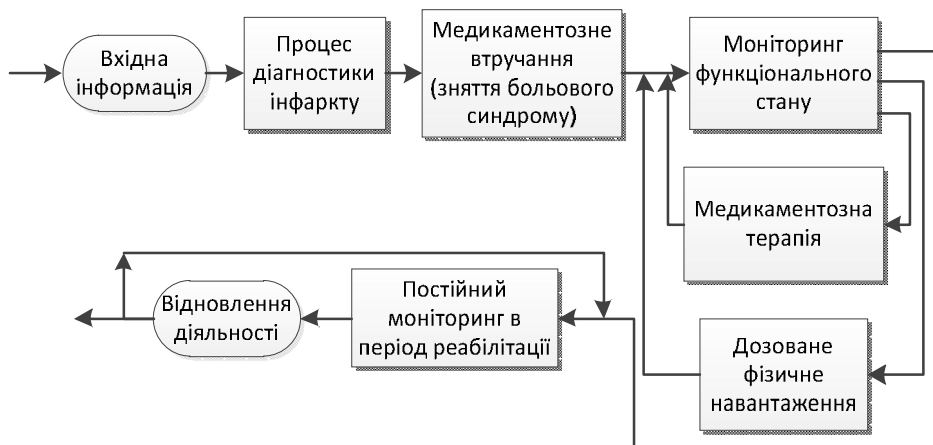 Вхідна
інформація
Процес
діагностики
інфаркту
Медикаментозне
втручання
(зняття больового
синдрому)
Моніторинг
функціонального
стану
Медикаментозна
терапія
Дозоване
фізичне
навантаження
Постійний
моніторинг в
період реабілітації
Відновлення
діяльності